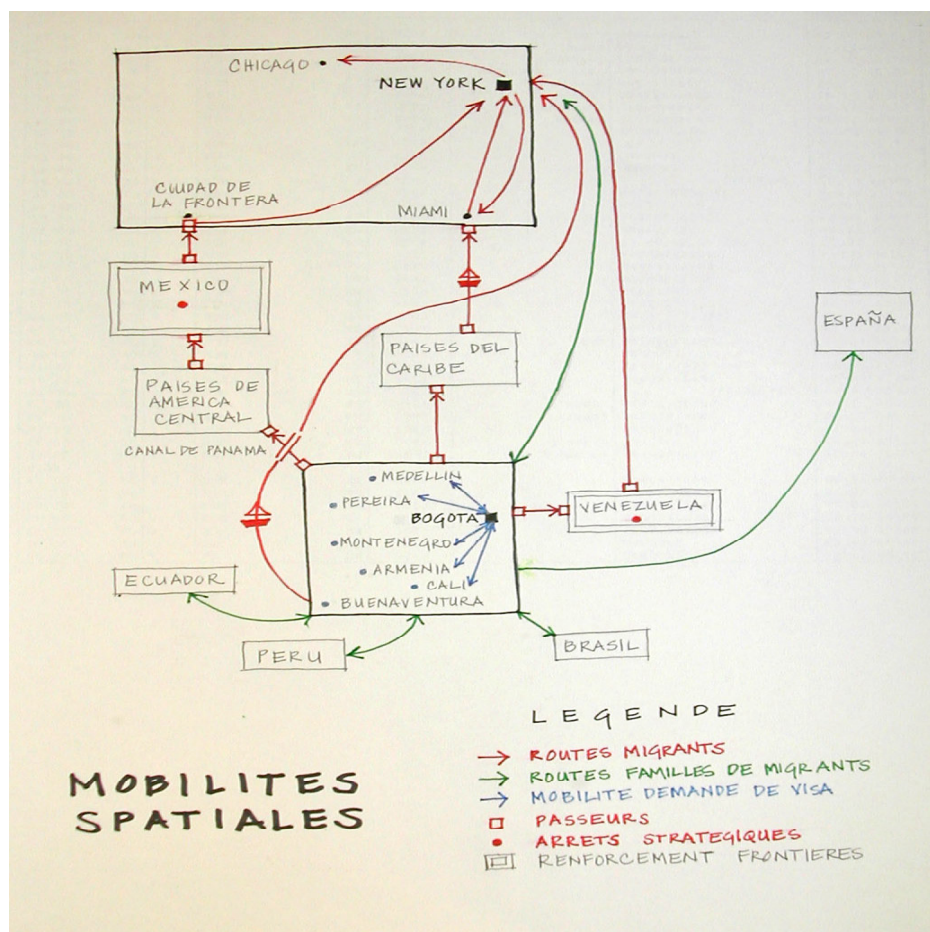 CHICAGO
NEW YORK
CIUDAD DE
LA FRONTERA
MIAMI
MEXICO
ESPAÑA
PAISES DEL
CARIBE
PAISES DE
AMERICA
CENTRAL
CANAL DE PANAMA
MEDELLIN
PEREIRA
BOGOTA
VENEZUELA
MONTENEGRO
ARMENIA
CALI
ECUADOR
BUENAVENTURA
PERU
BRASIL
LEGENDE
ROUTES MIGRANTS
ROUTES FAMILLES DE MIGRANTS
MOBILITE DEMANDE DE VISA
PASSEURS
ARRETS STRATEGIQUES
RENFORCEMENT FRONTIERES
MOBILITES
SPATIALES